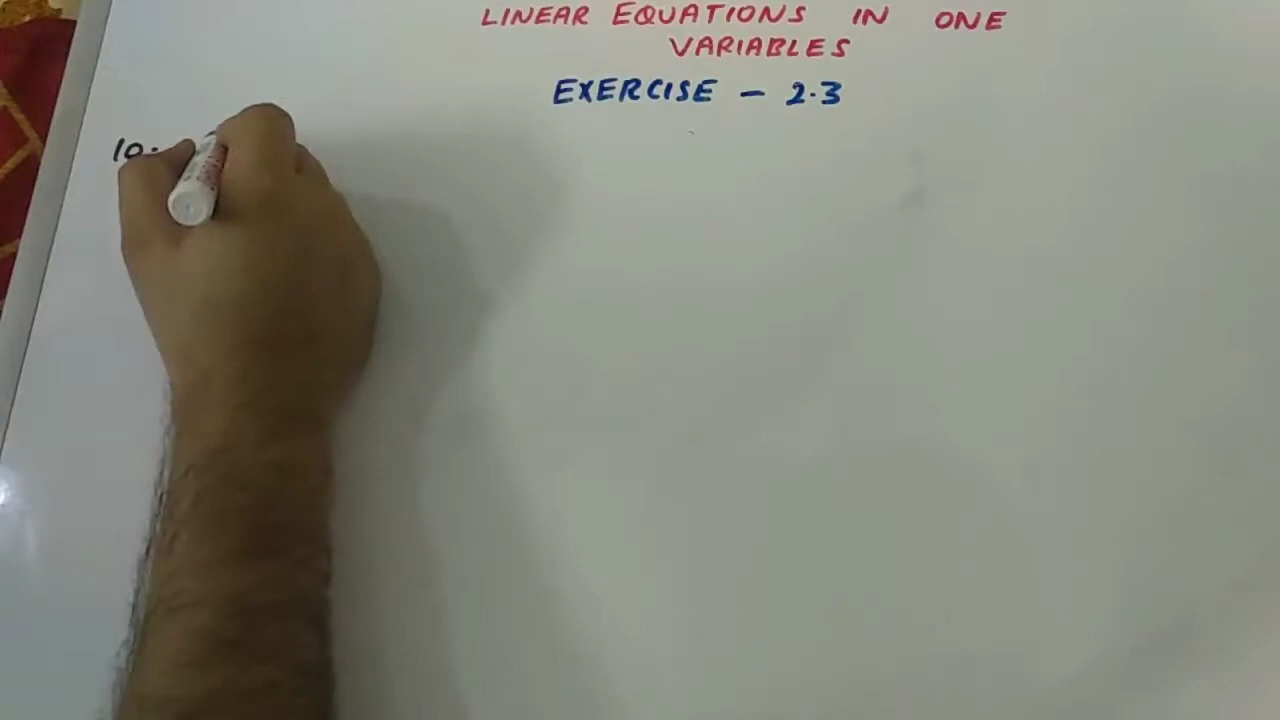 LINEAR EQUATIONS IN ONE
VARIABLES
EXERCISE - 2.3
10.